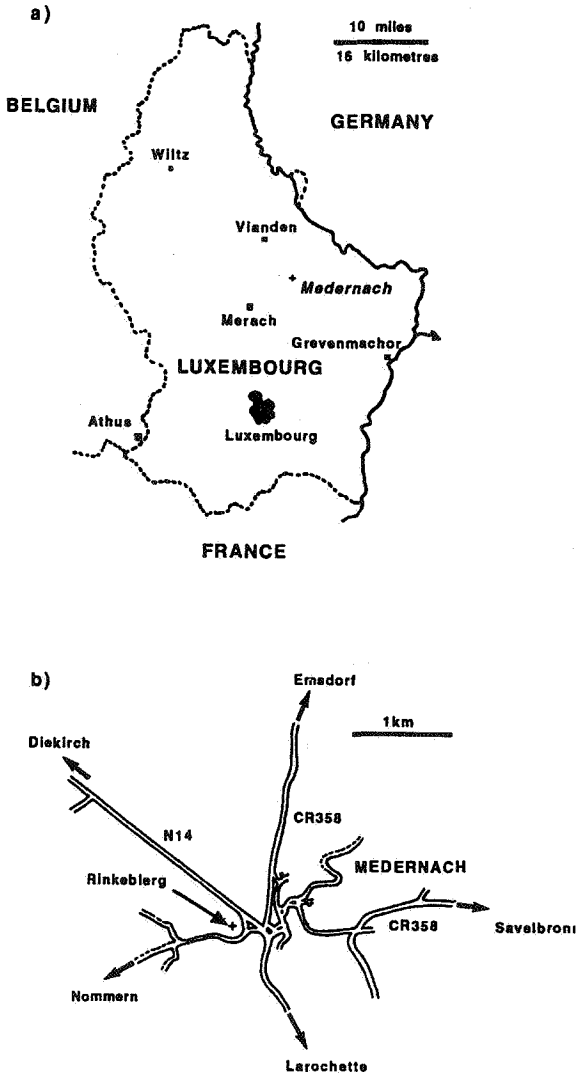 a)
10 miles
16 kilometres
BELGIUM
GERMANY
Wiltz
Vianden
Medernach
Merach
Grevenmachor
LUXEMBOURG
Athus
Luxembourg
FRANCE
b)
Ernsdorf
1km
Diekirch
N14
CR358
MEDERNACH
Rinkebierg
CR358
Savelborn
Nommern
Larochette